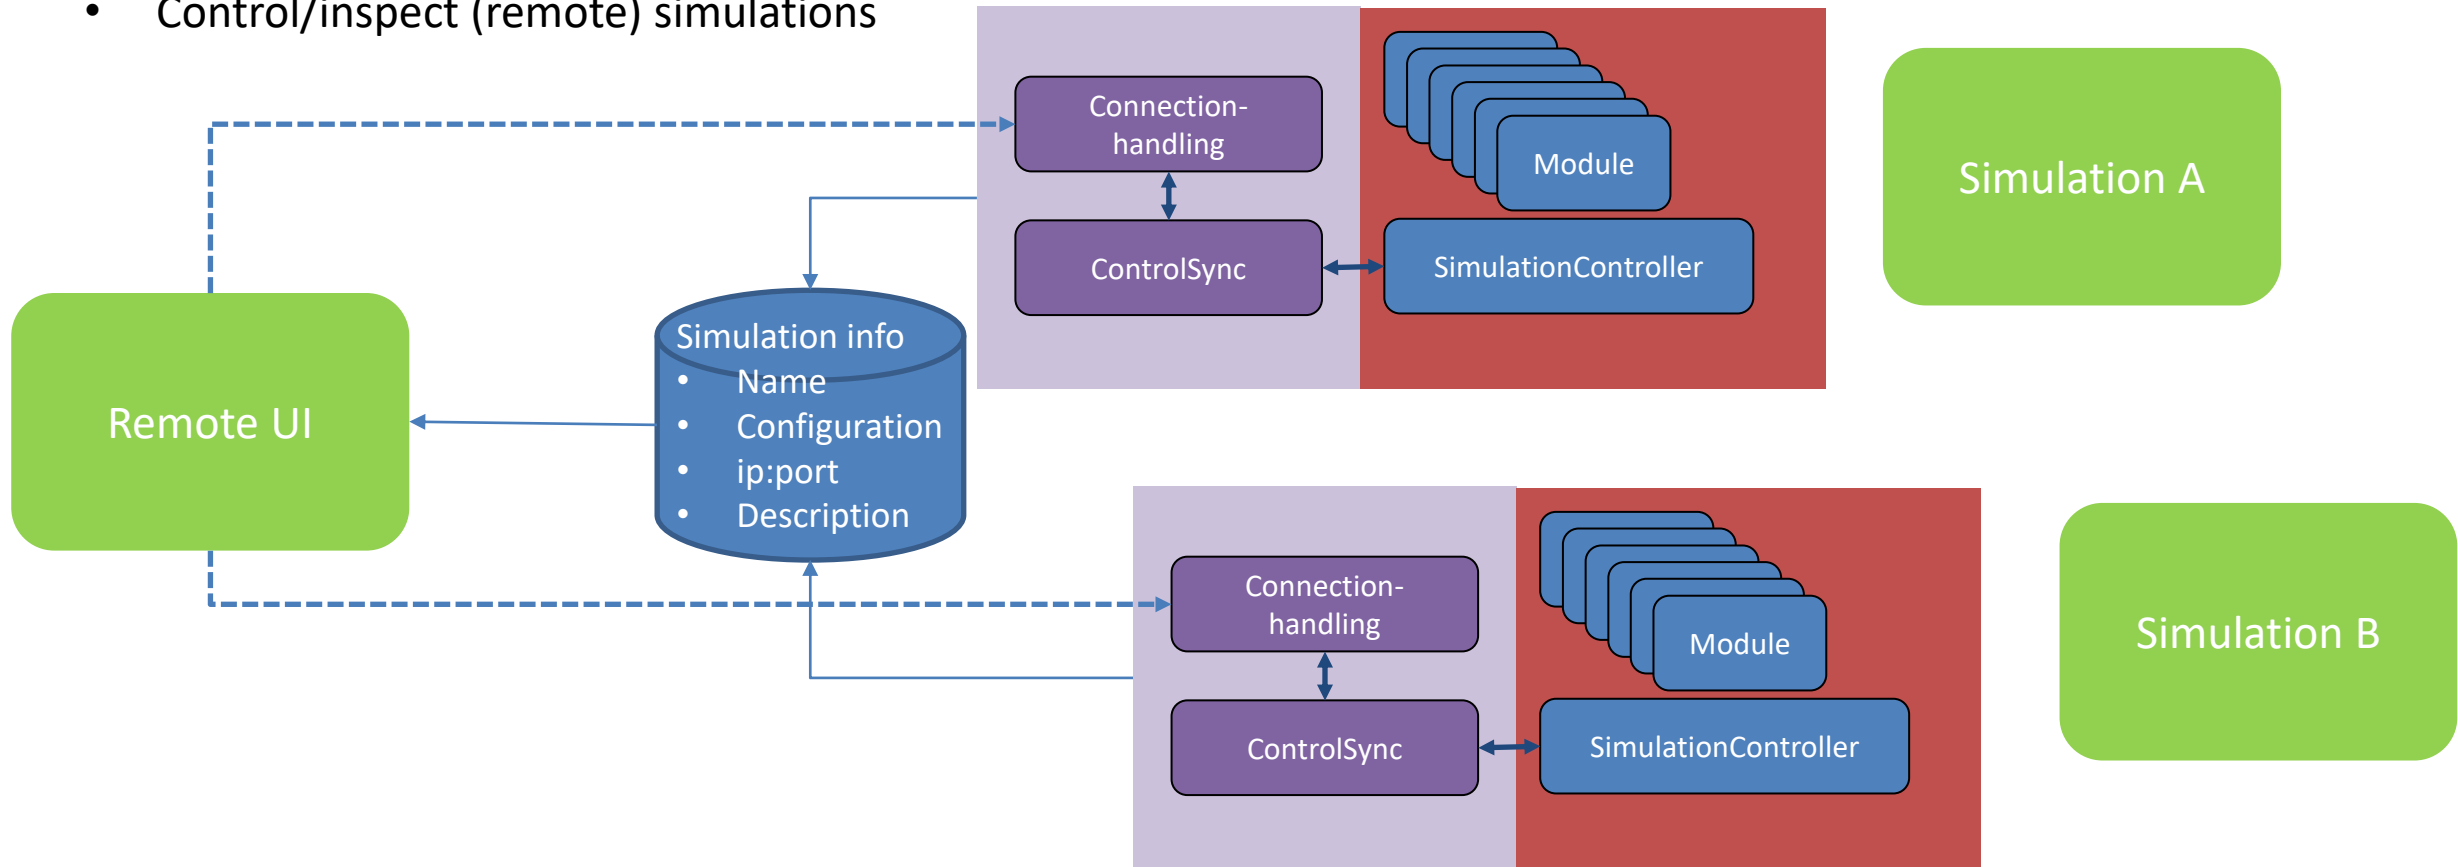 • Control/inspect (remote) simulations
Connection-
handling
Module
Simulation A
ControlSync
SimulationController
Remote UI
Simulation info
• Name
• Configuration
• ip:port
• Description
Connection-
handling
Module
Simulation B
ControlSync
SimulationController